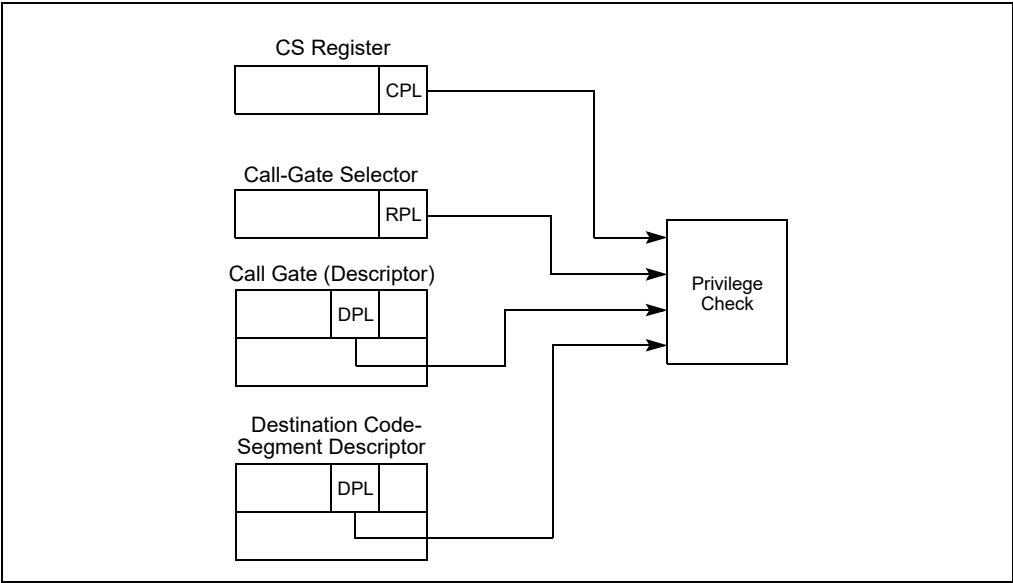 CS Register
CPL
Call-Gate Selector
RPL
Call Gate (Descriptor)
DPL
Privilege
Check
Destination Code-
Segment Descriptor
DPL